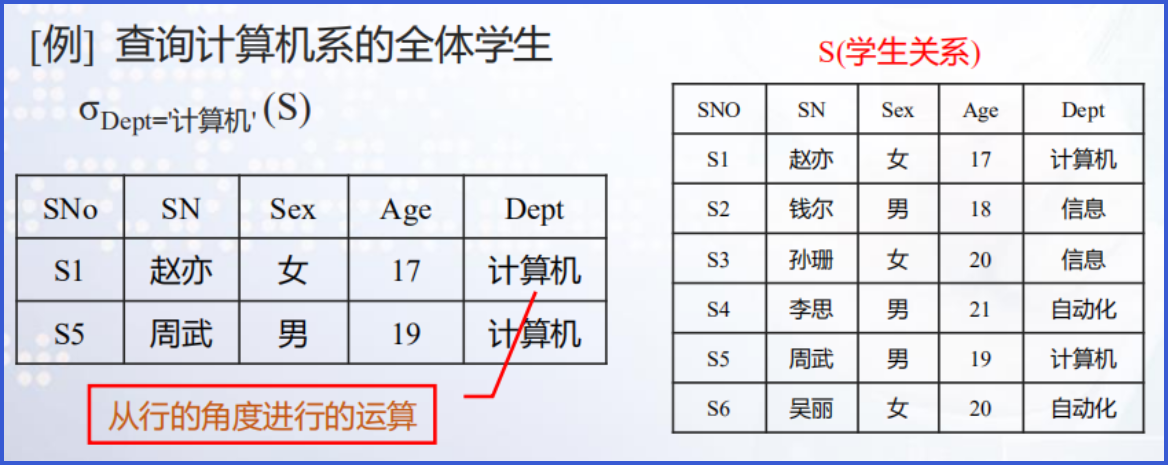 [例] 查询计算机系的全体学生
σDept='计算机' (S)
SNo SN Sex Age Dept
S1 赵亦 女 17 计算机
S5 周武 男 19 计算机
从行的角度进行的运算
S(学生关系)
SNO SN Sex Age Dept
S1 赵亦 女 17 计算机
S2 钱尔 男 18 信息
S3 孙珊 女 20 信息
S4 李思 男 21 自动化
S5 周武 男 19 计算机
S6 吴丽 女 20 自动化